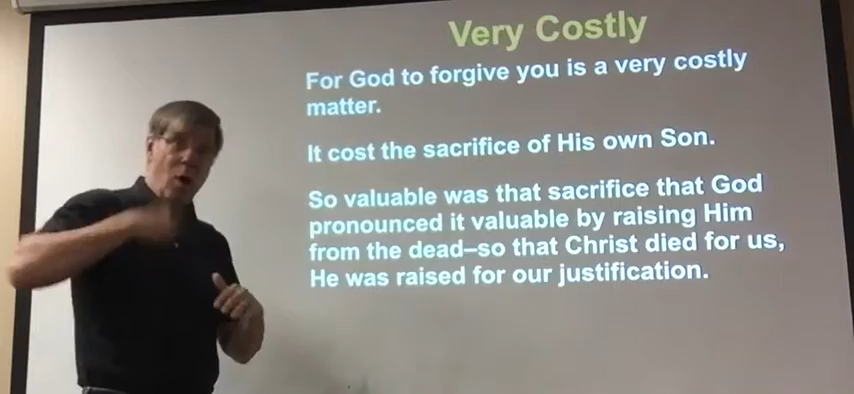 Very Costly
For God to forgive you is a very costly
matter.
It cost the sacrifice of His own Son.
So valuable was that sacrifice that God
pronounced it valuable by raising Him
from the dead–so that Christ died for us,
He was raised for our justification.